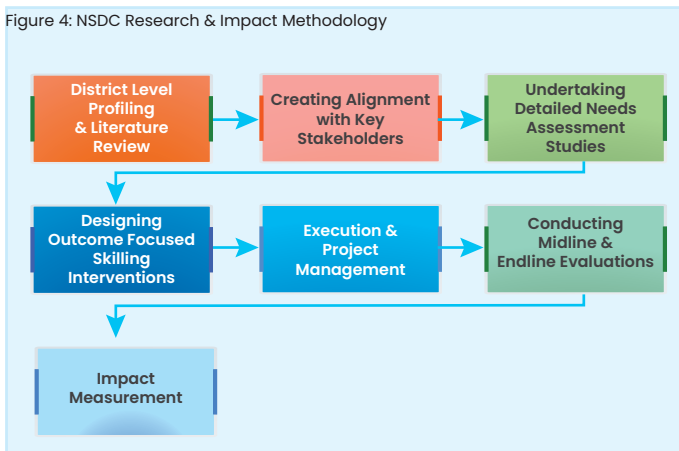 Figure 4: NSDC Research & Impact Methodology
District Level
Profiling
& Literature
Review
Creating Alignment
with Key
Stakeholders
Undertaking
Detailed Needs
Assessment
Studies
Designing
Outcome Focused
Skilling
Interventions
Execution &
Project
Management
Conducting
Midline &
Endline Evaluations
Impact
Measurement